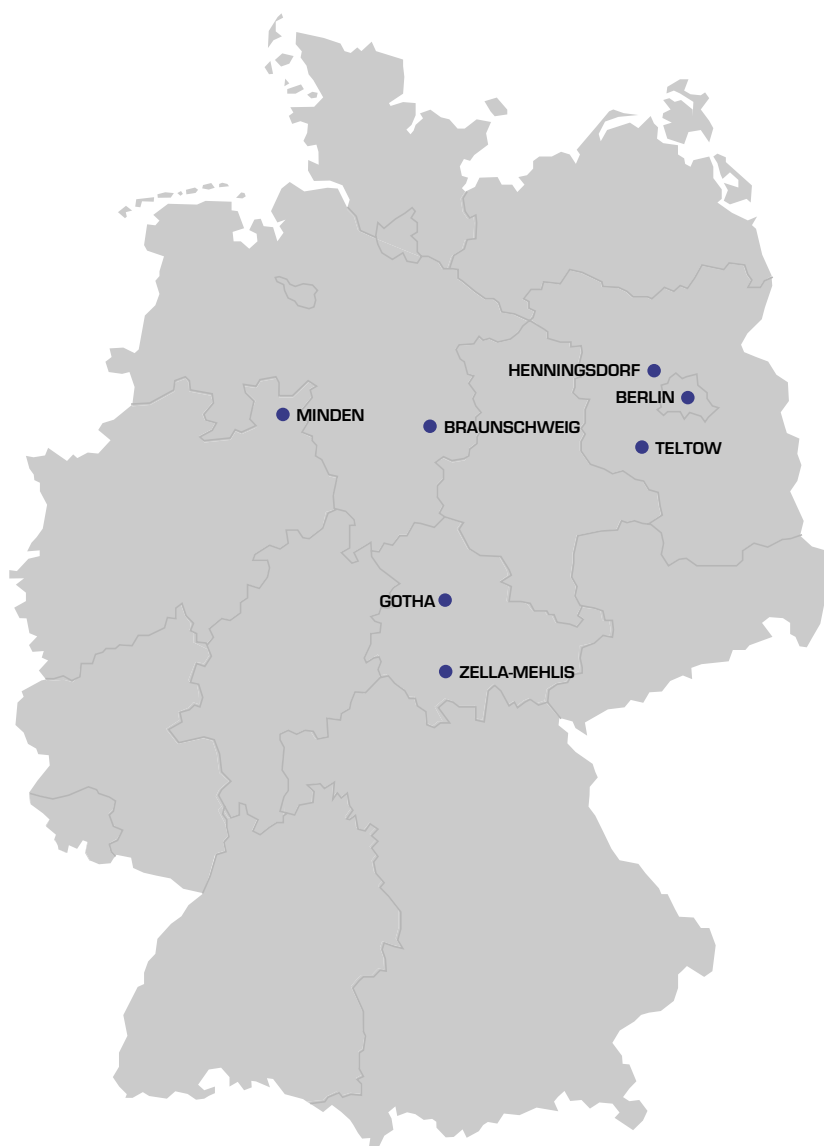 HENNINGSDORF
BERLIN
MINDEN
BRAUNSCHWEIG
TELTOW
GOTHA
ZELLA-MEHLIS